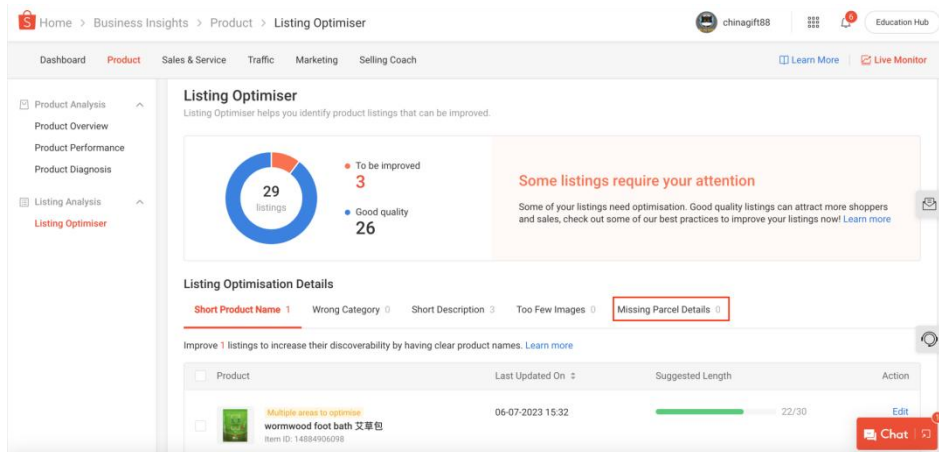 Home > Business Insights > Product > Listing Optimiser
chinagift88
6
Education Hub
Dashboard Product Sales & Service Traffic Marketing Selling Coach
Learn More
Live Monitor
Product Analysis
Product Overview
Product Performance
Product Diagnosis
Listing Analysis
Listing Optimiser
Listing Optimiser
Listing Optimiser helps you identify product listings that can be improved.
29
listings
To be improved
3
Good quality
26
Some listings require your attention
Some of your listings need optimisation. Good quality listings can attract more shoppers
and sales, check out some of our best practices to improve your listings now! Learn more
Listing Optimisation Details
Short Product Name 1 Wrong Category 0 Short Description 3 Too Few Images 0 Missing Parcel Details 0
Improve 1 listings to increase their discoverability by having clear product names. Learn more
Product Last Updated On Suggested Length Action
Multiple areas to optimise
wormwood foot bath 艾草包
Item ID: 14884906098
06-07-2023 15:32
22/30
Edit
Chat
1